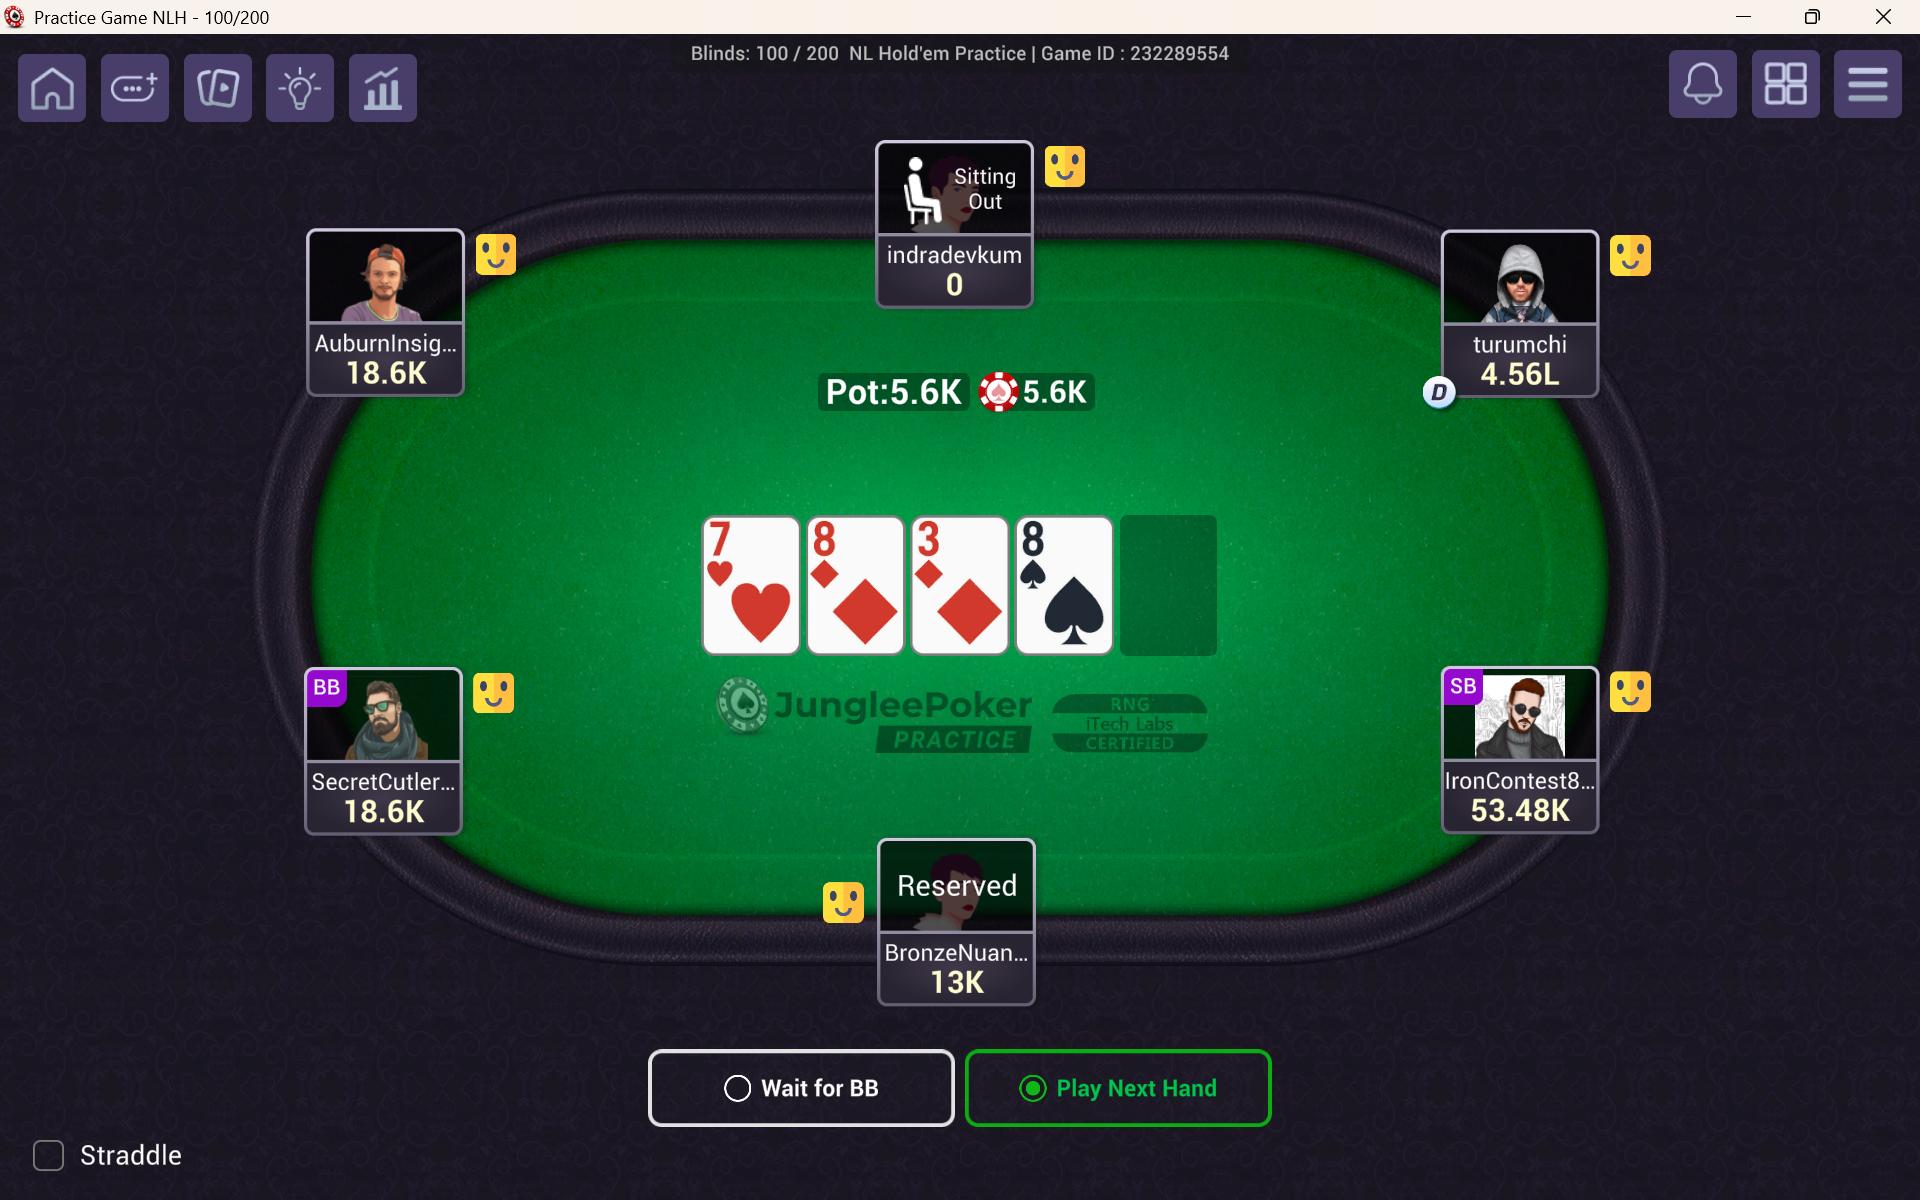 Practice Game NLH - 100/200
Blinds: 100 / 200 NL Hold'em Practice | Game ID : 232289554
Sitting
Out
indradevkum
0
AuburnInsig...
18.6K
turumchi
4.56L
D
Pot:5.6K 5.6K
7 8 3 8
JungleePoker
PRACTICE
RNG
iTech Labs
CERTIFIED
BB
SecretCutler...
18.6K
SB
IronContest8...
53.48K
Reserved
BronzeNuan...
13K
Wait for BB
Play Next Hand
Straddle